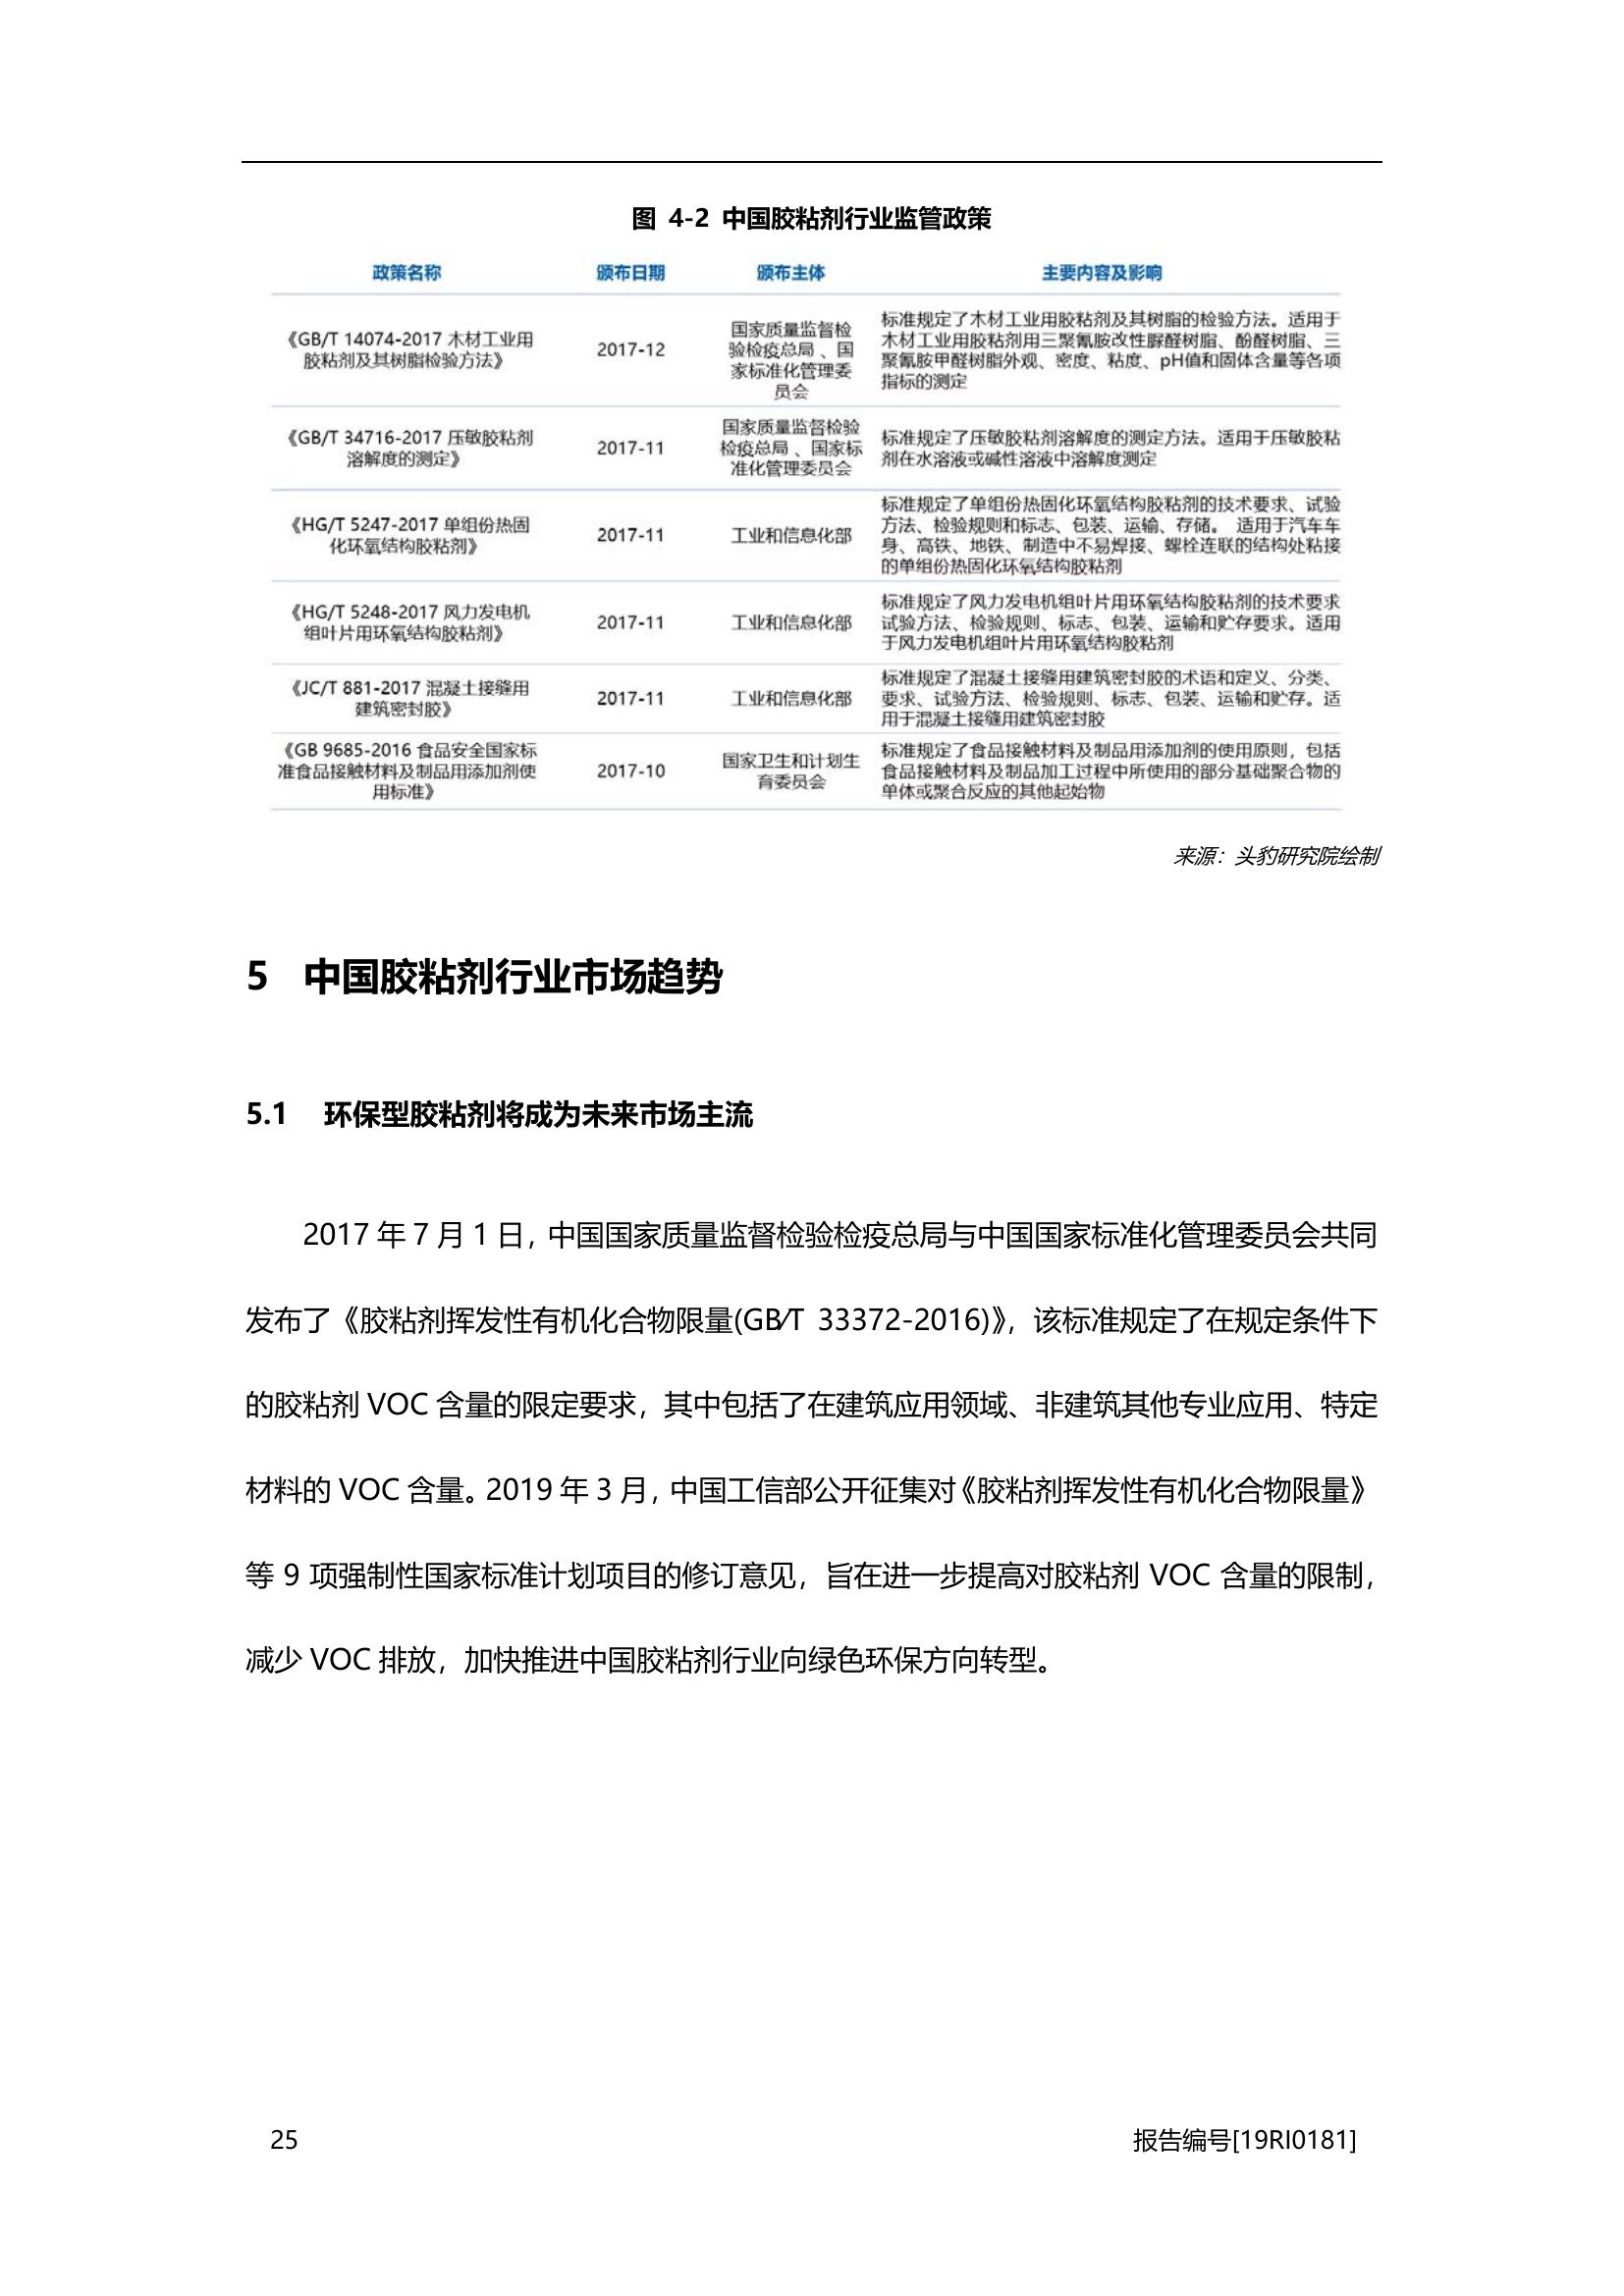 图 4-2 中国胶粘剂行业监管政策
政策名称 颁布日期 颁布主体 主要内容及影响
《GB/T 14074-2017 木材工业用
胶粘剂及其树脂检验方法》
2017-12
国家质量监督检
验检疫总局 、国
家标准化管理委
员会
标准规定了木材工业用胶粘剂及其树脂的检验方法。适用于
木材工业用胶粘剂用三聚氰胺改性脲醛树脂、酚醛树脂、三
聚氰胺甲醛树脂外观、密度、粘度、pH值和固体含量等各项
指标的测定
《GB/T 34716-2017 压敏胶粘剂
溶解度的测定》
2017-11
国家质量监督检验
检疫总局 、国家标
准化管理委员会
标准规定了压敏胶粘剂溶解度的测定方法。适用于压敏胶粘
剂在水溶液或碱性溶液中溶解度测定
《HG/T 5247-2017 单组份热固
化环氧结构胶粘剂》
2017-11
工业和信息化部
标准规定了单组份热固化环氧结构胶粘剂的技术要求、试验
方法、检验规则和标志、包装、运输、存储。 适用于汽车车
身、高铁、地铁、制造中不易焊接、螺栓连联的结构处粘接
的单组份热固化环氧结构胶粘剂
《HG/T 5248-2017 风力发电机
组叶片用环氧结构胶粘剂》
2017-11
工业和信息化部
标准规定了风力发电机组叶片用环氧结构胶粘剂的技术要求
试验方法、检验规则、标志、包装、运输和贮存要求。适用
于风力发电机组叶片用环氧结构胶粘剂
《JC/T 881-2017 混凝土接缝用
建筑密封胶》
2017-11
工业和信息化部
标准规定了混凝土接缝用建筑密封胶的术语和定义、分类、
要求、试验方法、检验规则、标志、包装、运输和贮存。适
用于混凝土接缝用建筑密封胶
《GB 9685-2016 食品安全国家标
准食品接触材料及制品用添加剂使
用标准》
2017-10
国家卫生和计划生
育委员会
标准规定了食品接触材料及制品用添加剂的使用原则，包括
食品接触材料及制品加工过程中所使用的部分基础聚合物的
单体或聚合反应的其他起始物
来源：头豹研究院绘制
5 中国胶粘剂行业市场趋势
5.1 环保型胶粘剂将成为未来市场主流
2017 年 7 月 1 日，中国国家质量监督检验检疫总局与中国国家标准化管理委员会共同
发布了《胶粘剂挥发性有机化合物限量(GB∕T 33372-2016)》，该标准规定了在规定条件下
的胶粘剂 VOC 含量的限定要求，其中包括了在建筑应用领域、非建筑其他专业应用、特定
材料的 VOC 含量。2019 年 3 月，中国工信部公开征集对《胶粘剂挥发性有机化合物限量》
等 9 项强制性国家标准计划项目的修订意见，旨在进一步提高对胶粘剂 VOC 含量的限制，
减少 VOC 排放，加快推进中国胶粘剂行业向绿色环保方向转型。
25 报告编号[19RI0181]